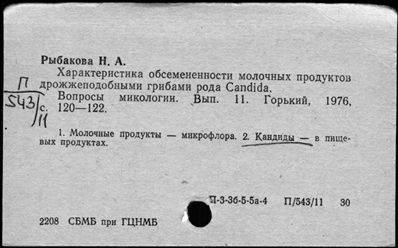 Рыбакова Н. А.
Характеристика обсемененности молочных продуктов
дрожжеподобными грибами рода Candida.
П
543/11
Вопросы микологии. Вып. 11. Горький, 1976,
с. 120—122.
1. Молочные продукты — микрофлора. 2. Кандиды — в пище-
вых продуктах.
П-3-36-5-5а-4 П/543/11 30
2208 СБМБ при ГЦНМБ